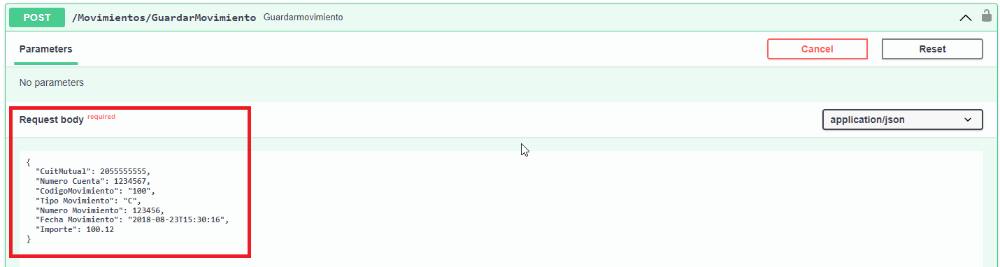 POST /Movimientos/GuardarMovimiento Guardarmovimiento
Parameters Cancel Reset
No parameters
Request body required application/json
{
"CuitMutual": 2055555555,
"Numero Cuenta": 1234567,
"CodigoMovimiento": "100",
"Tipo Movimiento": "C",
"Numero Movimiento": 123456,
"Fecha Movimiento": "2018-08-23T15:30:16",
"Importe": 100.12
}